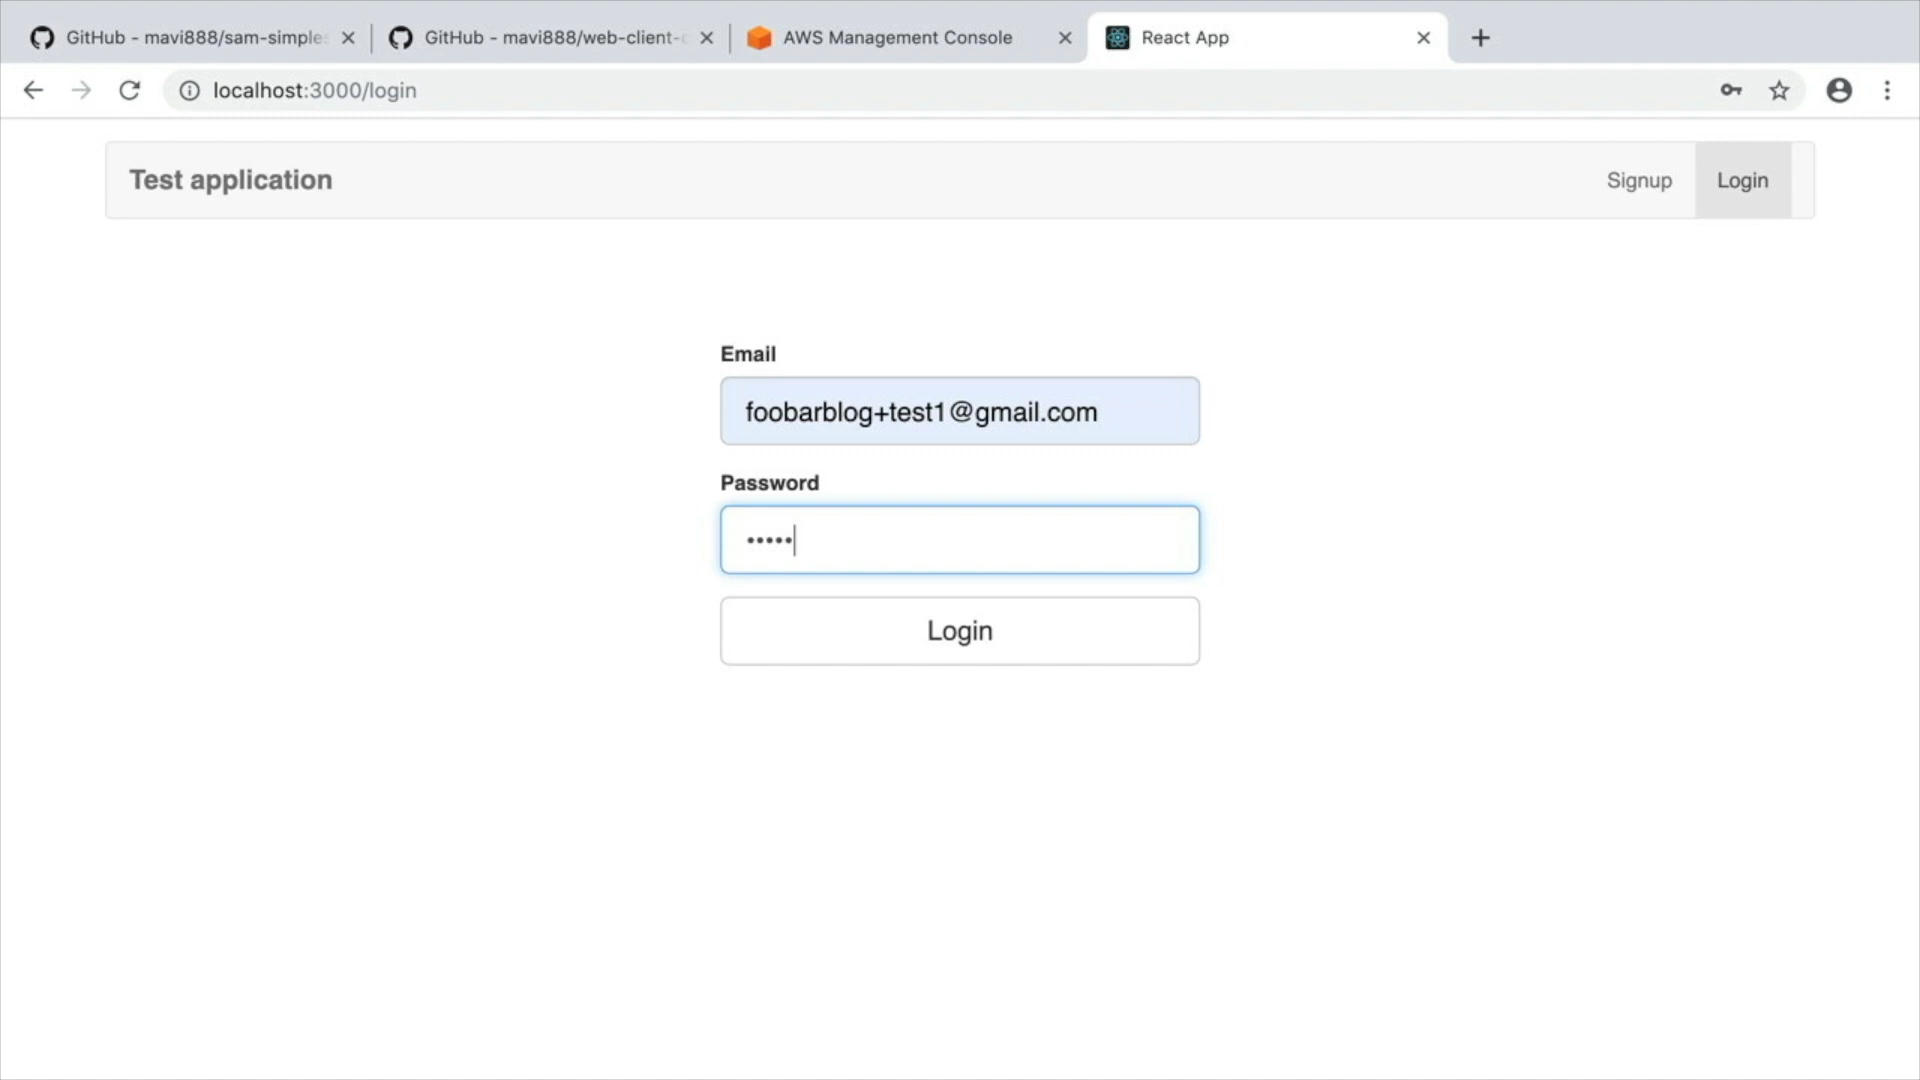 GitHub - mavi888/sam-simple
GitHub - mavi888/web-client-
AWS Management Console
React App
localhost:3000/login
Test application
Signup
Login
Email
foobarblog+test1@gmail.com
Password
•••••
Login